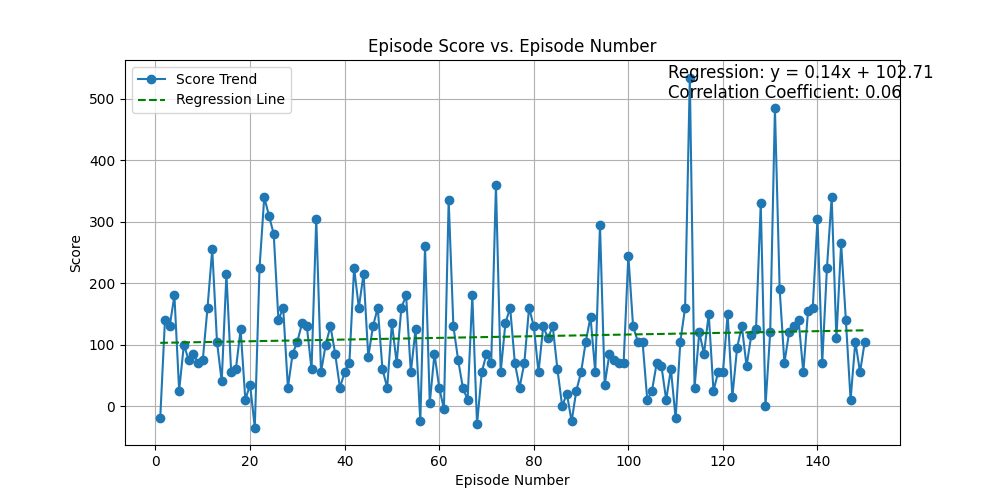 Episode Score vs. Episode Number
Score Trend
Regression Line
Regression: y = 0.14x + 102.71
Correlation Coefficient: 0.06
500
400
300
200
100
0
Score
0 20 40 60 80 100 120 140
Episode Number